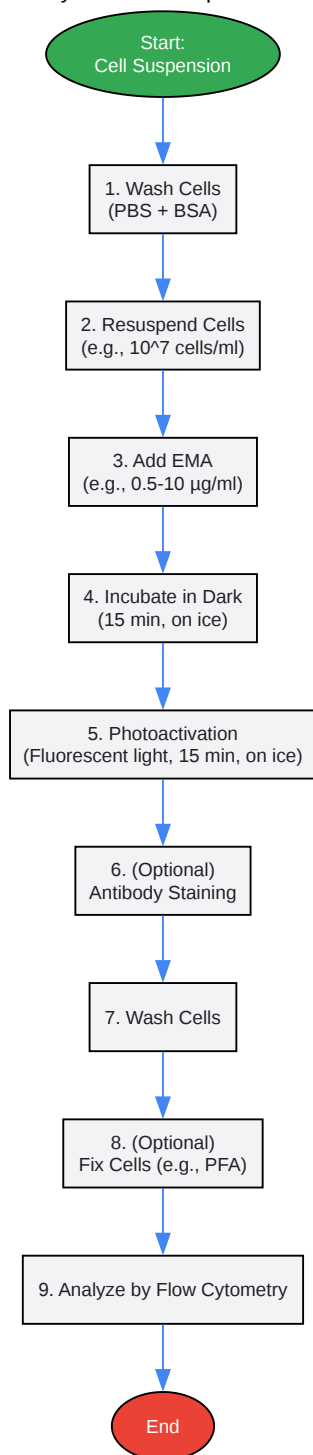 Start:
Cell Suspension
1. Wash Cells
(PBS + BSA)
2. Resuspend Cells
(e.g., 10^7 cells/ml)
3. Add EMA
(e.g., 0.5-10 µg/ml)
4. Incubate in Dark
(15 min, on ice)
5. Photoactivation
(Fluorescent light, 15 min, on ice)
6. (Optional)
Antibody Staining
7. Wash Cells
8. (Optional)
Fix Cells (e.g., PFA)
9. Analyze by Flow Cytometry
End